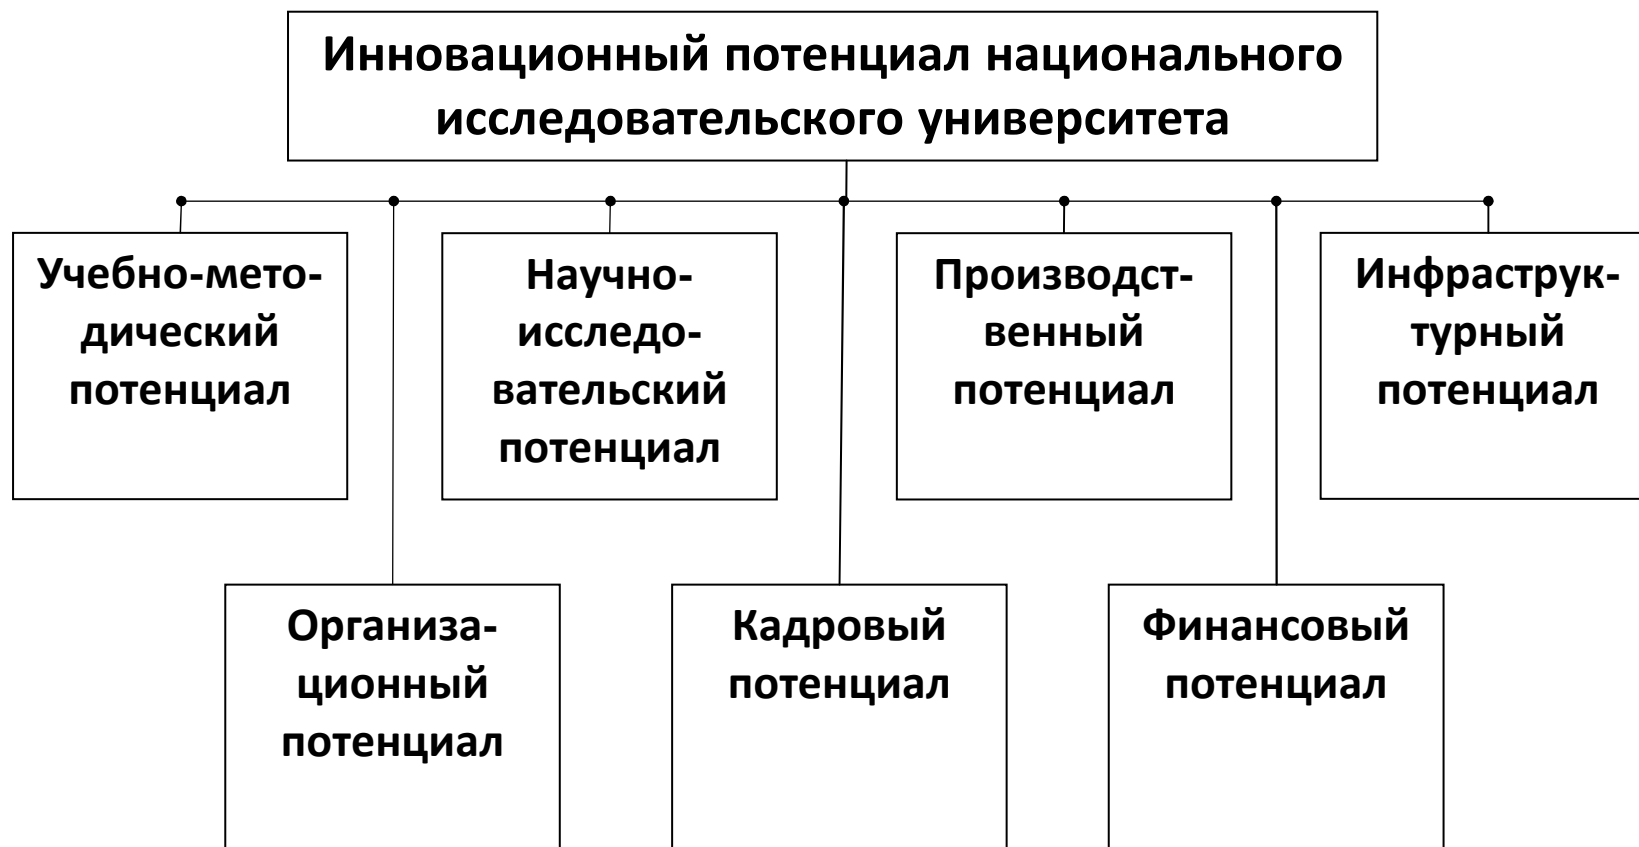 Инновационный потенциал национального
исследовательского университета
Учебно-мето-
дический
потенциал
Научно-
исследо-
вательский
потенциал
Производст-
венный
потенциал
Инфраструк-
турный
потенциал
Организа-
ционный
потенциал
Кадровый
потенциал
Финансовый
потенциал